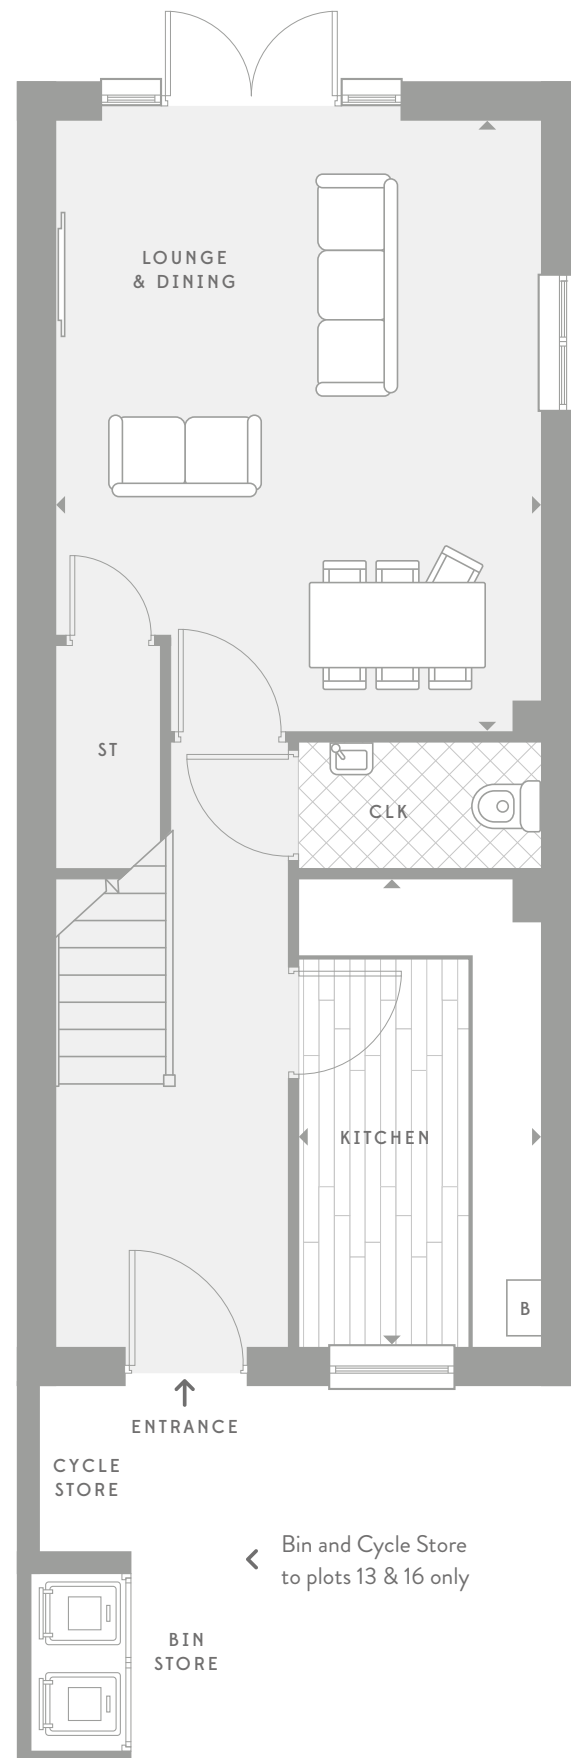 LOUNGE
& DINING
ST
CLK
KITCHEN
B
ENTRANCE
CYCLE
STORE
Bin and Cycle Store
to plots 13 & 16 only
BIN
STORE